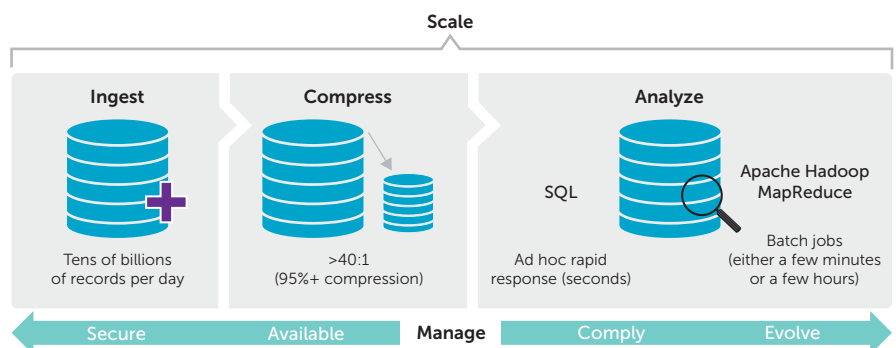 Scale
Ingest
Tens of billions
of records per day
Compress
>40:1
(95%+ compression)
Analyze
SQL
Ad hoc rapid
response (seconds)
Apache Hadoop
MapReduce
Batch jobs
(either a few minutes
or a few hours)
Secure
Available
Manage
Comply
Evolve